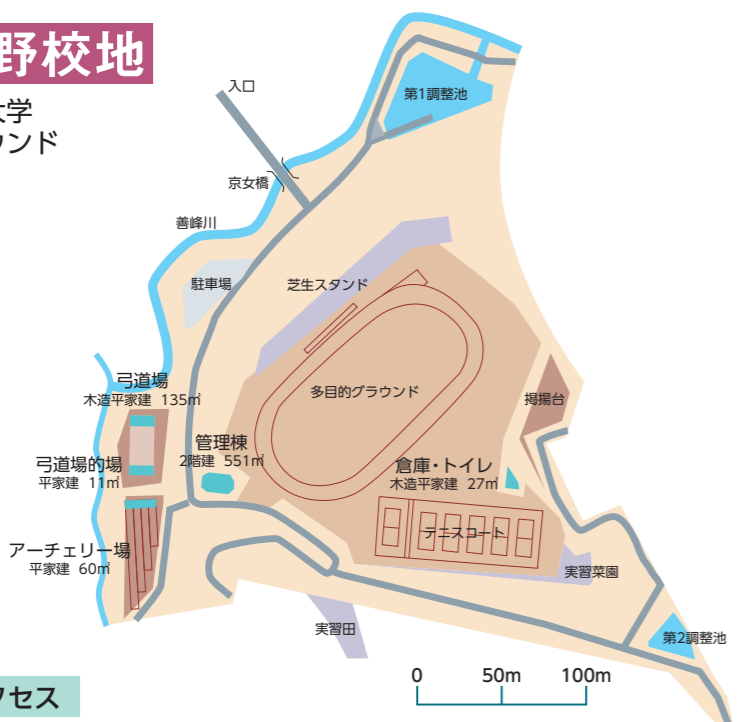 野校地
大学
ウンド
入口
第1調整池
京女橋
善峰川
駐車場
芝生スタンド
弓道場
木造平家建 135㎡
多目的グラウンド
掲揚台
管理棟
2階建 551㎡
弓道場的場
平家建 11㎡
倉庫・トイレ
木造平家建 27㎡
テニスコート
アーチェリー場
平家建 60㎡
実習菜園
実習田
第2調整池
0 50m 100m
クセス